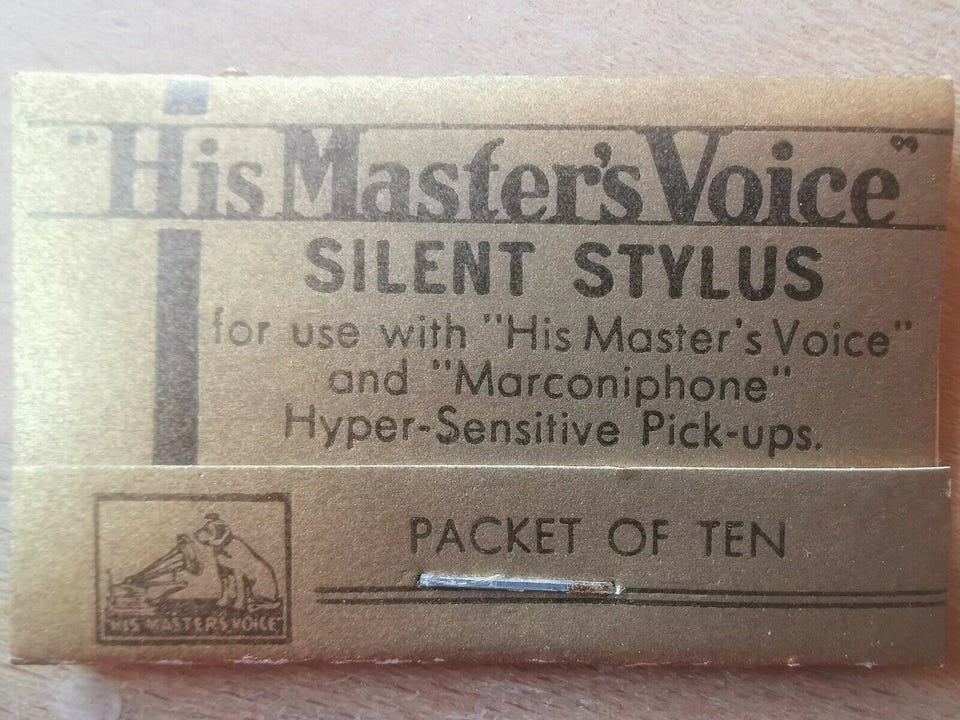 "His Master's Voice"
SILENT STYLUS
for use with "His Master's Voice"
and "Marconiphone"
Hyper-Sensitive Pick-ups.
PACKET OF TEN
"HIS MASTER'S VOICE"